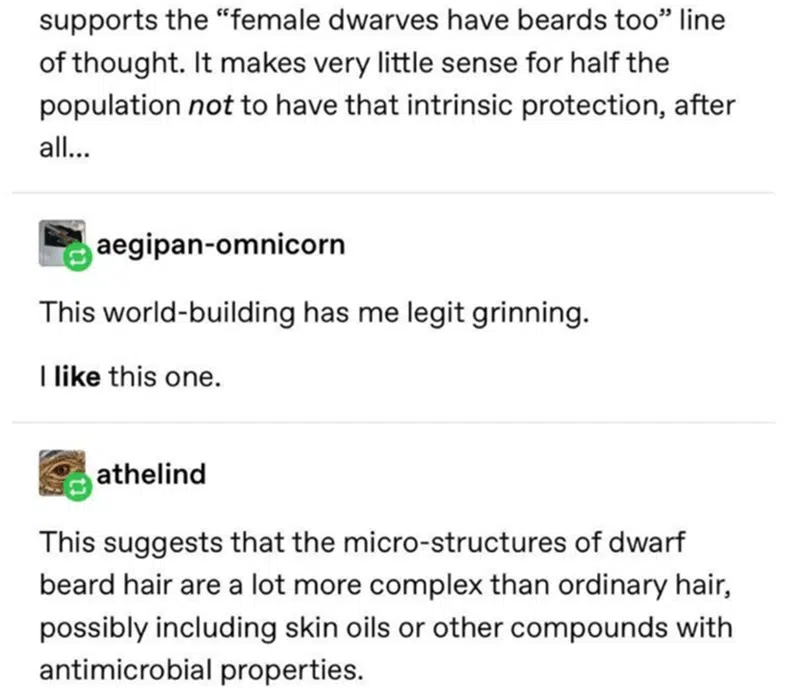 supports the “female dwarves have beards too” line
of thought. It makes very little sense for half the
population not to have that intrinsic protection, after
all...
aegipan-omnicorn
This world-building has me legit grinning.
I like this one.
athelind
This suggests that the micro-structures of dwarf
beard hair are a lot more complex than ordinary hair,
possibly including skin oils or other compounds with
antimicrobial properties.